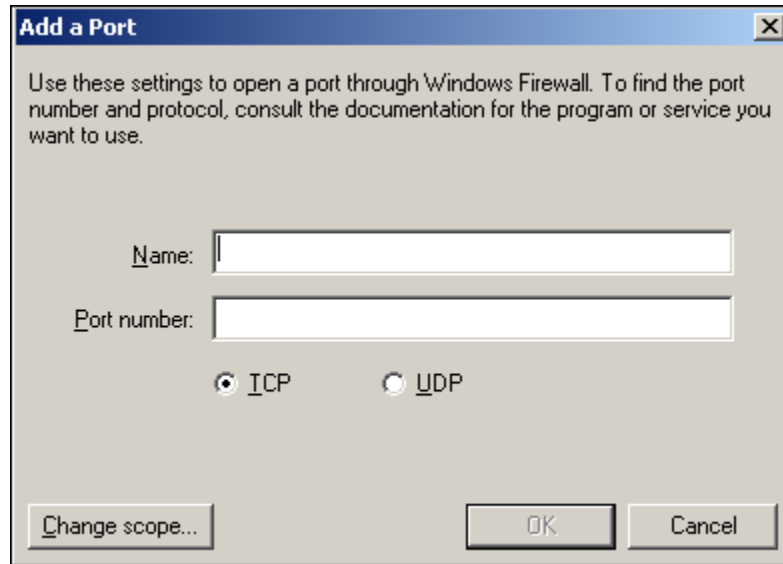 Add a Port
Use these settings to open a port through Windows Firewall. To find the port
number and protocol, consult the documentation for the program or service you
want to use.
Name:
Port number:
TCP UDP
Change scope... OK Cancel